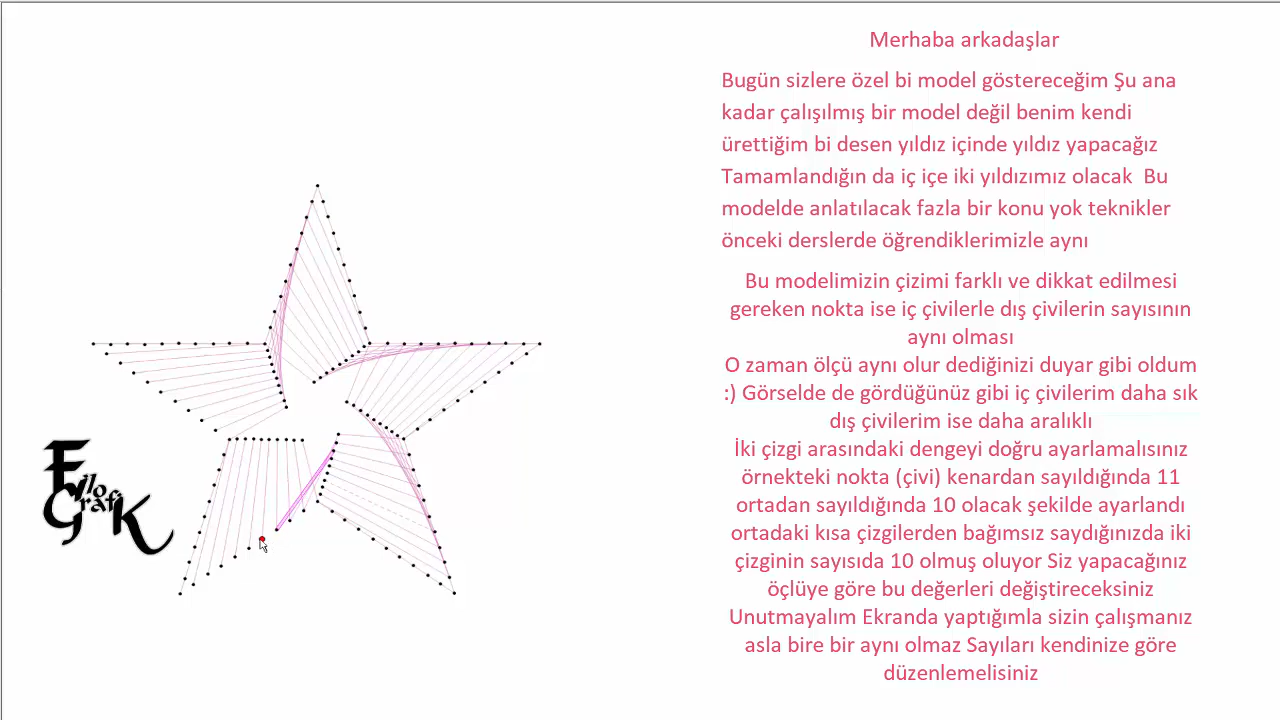 Merhaba arkadaşlar
Bugün sizlere özel bi model göstereceğim Şu ana
kadar çalışılmış bir model değil benim kendi
ürettiğim bi desen yıldız içinde yıldız yapacağız
Tamamlandığın da iç içe iki yıldızımız olacak Bu
modelde anlatılacak fazla bir konu yok teknikler
önceki derslerde öğrendiklerimizle aynı
Bu modelimizin çizimi farklı ve dikkat edilmesi
gereken nokta ise iç çivilerle dış çivilerin sayısının
aynı olması
O zaman ölçü aynı olur dediğinizi duyar gibi oldum
:) Görselde de gördüğünüz gibi iç çivilerim daha sık
dış çivilerim ise daha aralıklı
İki çizgi arasındaki dengeyi doğru ayarlamalısınız
örnekteki nokta (çivi) kenardan sayıldığında 11
ortadan sayıldığında 10 olacak şekilde ayarlandı
ortadaki kısa çizgilerden bağımsız saydığınızda iki
çizginin sayısıda 10 olmuş oluyor Siz yapacağınız
öçlüye göre bu değerleri değiştireceksiniz
Unutmayalım Ekranda yaptığımla sizin çalışmanız
asla bire bir aynı olmaz Sayıları kendinize göre
düzenlemelisiniz
Filo
Grafik